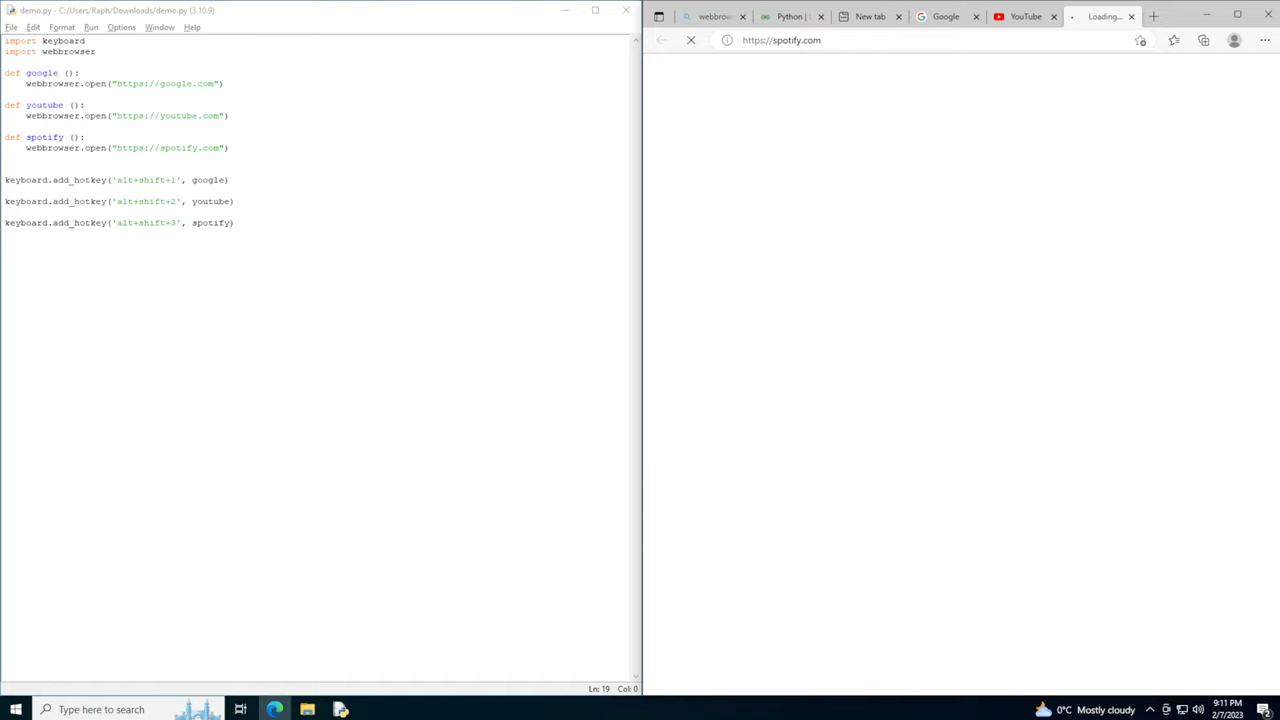 demo.py - C:/Users/Raph/Downloads/demo.py (3.10.9)
File Edit Format Run Options Window Help
import keyboard
import webbrowser
def google ():
webbrowser.open("https://google.com")
def youtube ():
webbrowser.open("https://youtube.com")
def spotify ():
webbrowser.open("https://spotify.com")
keyboard.add_hotkey('alt+shift+1', google)
keyboard.add_hotkey('alt+shift+2', youtube)
keyboard.add_hotkey('alt+shift+3', spotify)
Ln: 19 Col: 0
webbrow Python | New tab Google YouTube Loading...
https://spotify.com
Type here to search
0°C Mostly cloudy
9:11 PM
2/7/2023
2